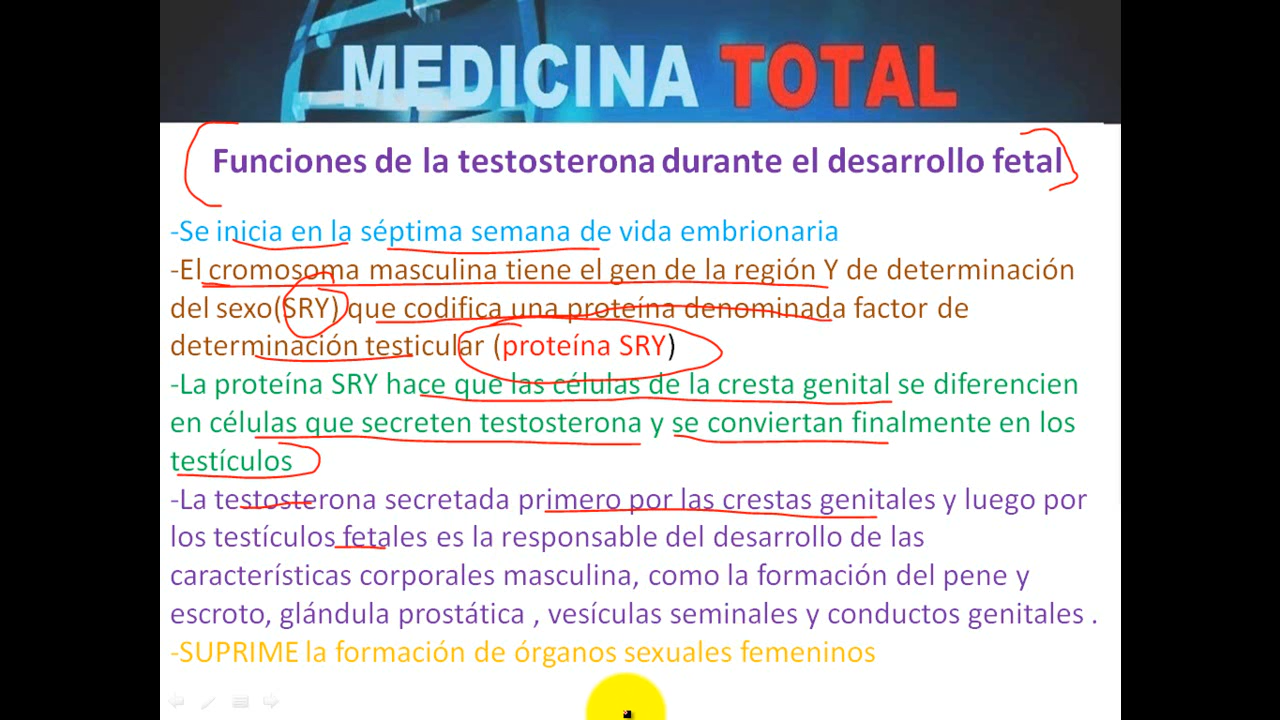 MEDICINA TOTAL
Funciones de la testosterona durante el desarrollo fetal
-Se inicia en la séptima semana de vida embrionaria
-El cromosoma masculina tiene el gen de la región Y de determinación
del sexo(SRY) que codifica una proteína denominada factor de
determinación testicular (proteína SRY)
-La proteína SRY hace que las células de la cresta genital se diferencien
en células que secreten testosterona y se conviertan finalmente en los
testículos
-La testosterona secretada primero por las crestas genitales y luego por
los testículos fetales es la responsable del desarrollo de las
características corporales masculina, como la formación del pene y
escroto, glándula prostática , vesículas seminales y conductos genitales .
-SUPRIME la formación de órganos sexuales femeninos